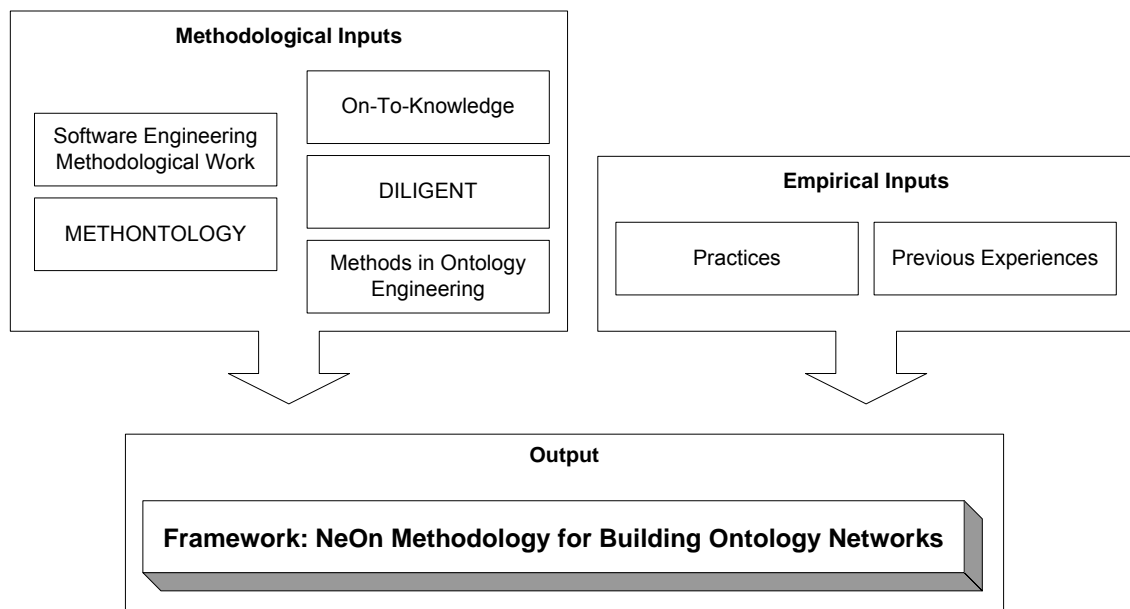 Methodological Inputs
Software Engineering
Methodological Work
METHONTOLOGY
On-To-Knowledge
DILIGENT
Methods in Ontology
Engineering
Empirical Inputs
Practices
Previous Experiences
Output
Framework: NeOn Methodology for Building Ontology Networks